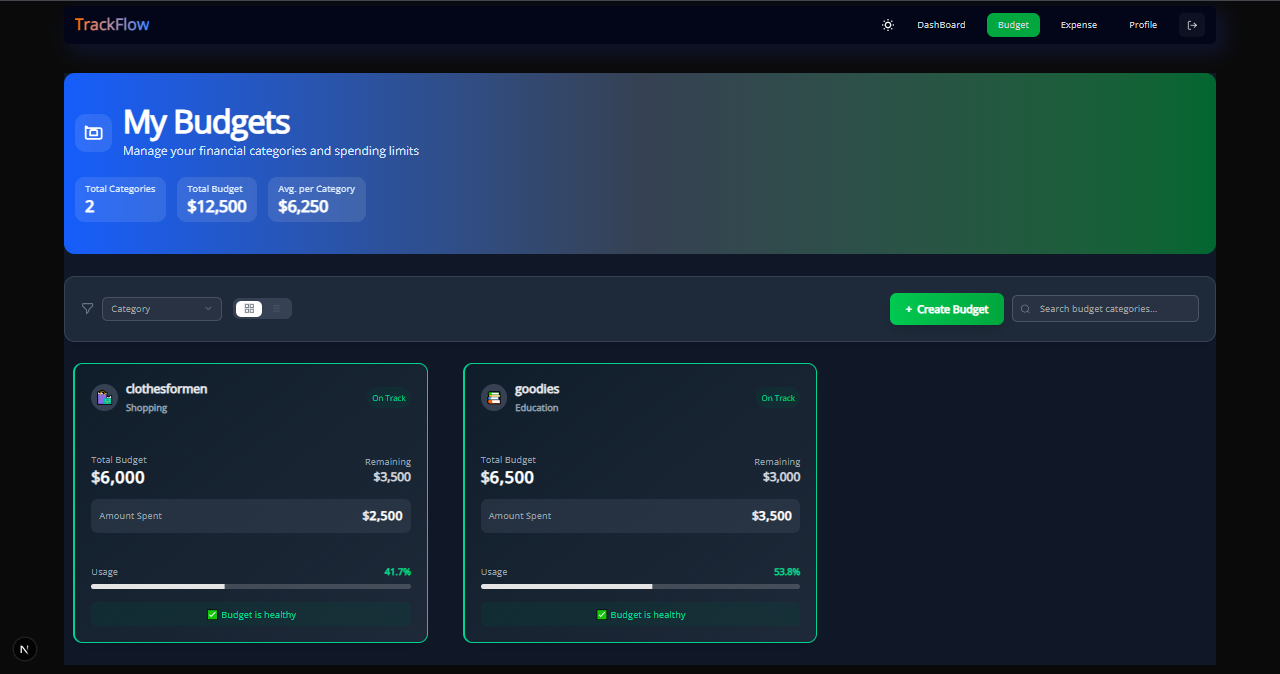 TrackFlow
DashBoard
Budget
Expense
Profile
My Budgets
Manage your financial categories and spending limits
Total Categories
2
Total Budget
$12,500
Avg. per Category
$6,250
Category
+ Create Budget
Search budget categories...
clothesformen
Shopping
On Track
Total Budget
$6,000
Remaining
$3,500
Amount Spent
$2,500
Usage
41.7%
✅ Budget is healthy
goodies
Education
On Track
Total Budget
$6,500
Remaining
$3,000
Amount Spent
$3,500
Usage
53.8%
✅ Budget is healthy
N